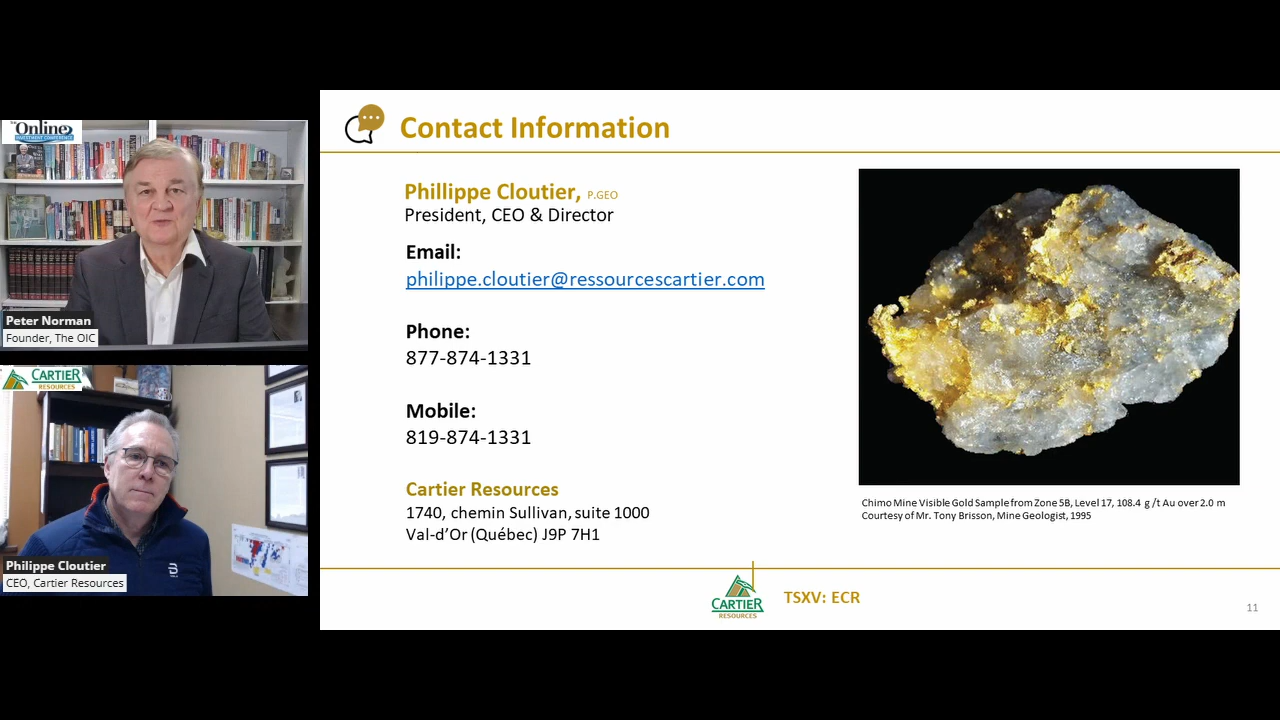 The Online
INVESTMENT CONFERENCE
Peter Norman
Founder, The OIC
CARTIER
RESOURCES
Philippe Cloutier
CEO, Cartier Resources
Contact Information
Phillippe Cloutier, P.GEO
President, CEO & Director
Email:
philippe.cloutier@ressourcescartier.com
Phone:
877-874-1331
Mobile:
819-874-1331
Cartier Resources
1740, chemin Sullivan, suite 1000
Val-d'Or (Québec) J9P 7H1
Chimo Mine Visible Gold Sample from Zone 5B, Level 17, 108.4 g /t Au over 2.0 m
Courtesy of Mr. Tony Brisson, Mine Geologist, 1995
CARTIER
RESOURCES
TSXV: ECR
11